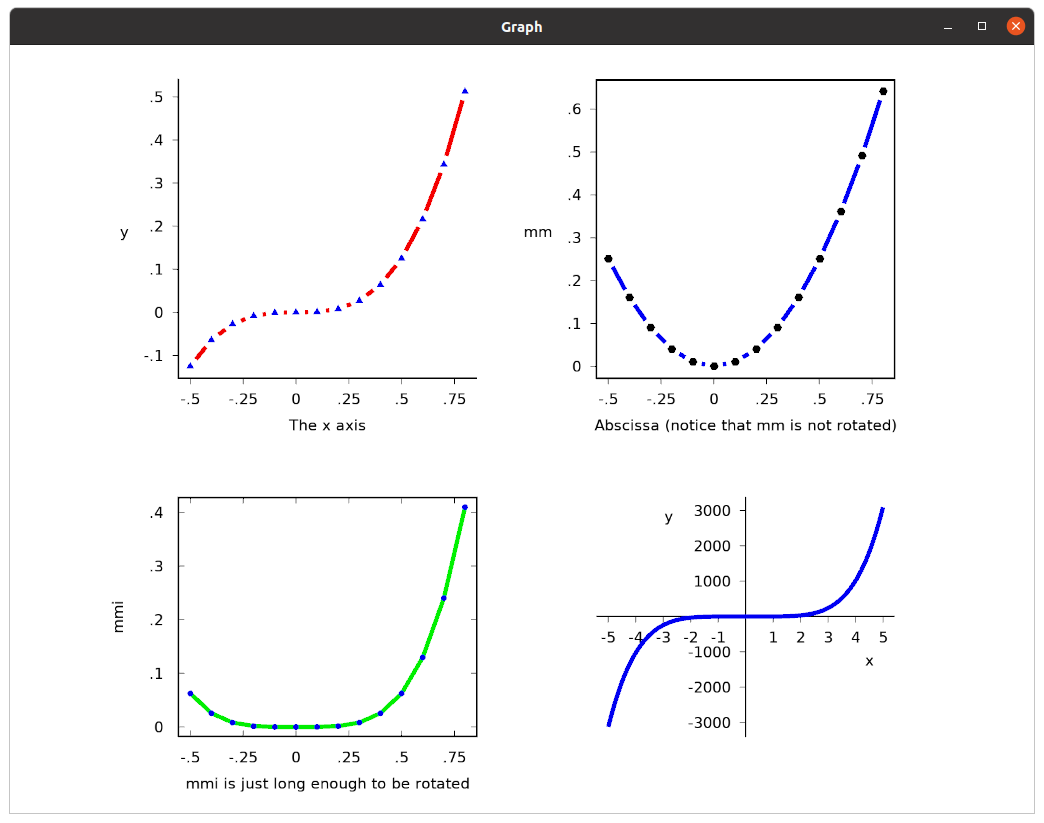 Graph
.5
.4
.3
.2
.1
0
-.1
y
-.5 -.25 0 .25 .5 .75
The x axis
.6
.5
.4
.3
.2
.1
0
mm
-.5 -.25 0 .25 .5 .75
Abscissa (notice that mm is not rotated)
.4
.3
.2
.1
0
mmi
-.5 -.25 0 .25 .5 .75
mmi is just long enough to be rotated
y
3000
2000
1000
-5 -4 -3 -2 -1 1 2 3 4 5
-1000
x
-2000
-3000